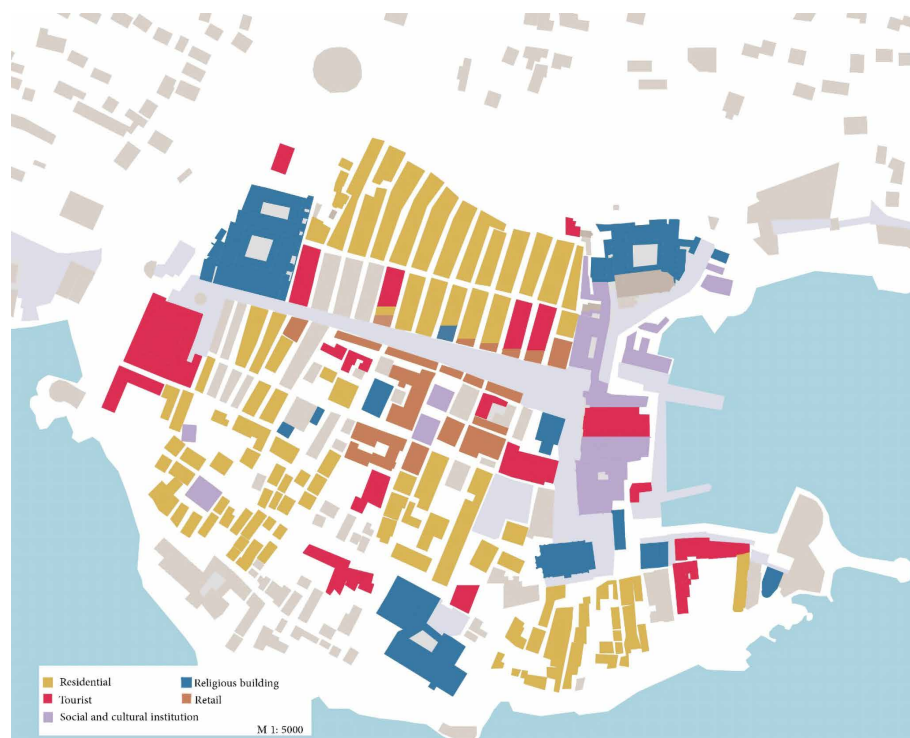 Residential
Religious building
Tourist
Retail
Social and cultural institution
M 1: 5000